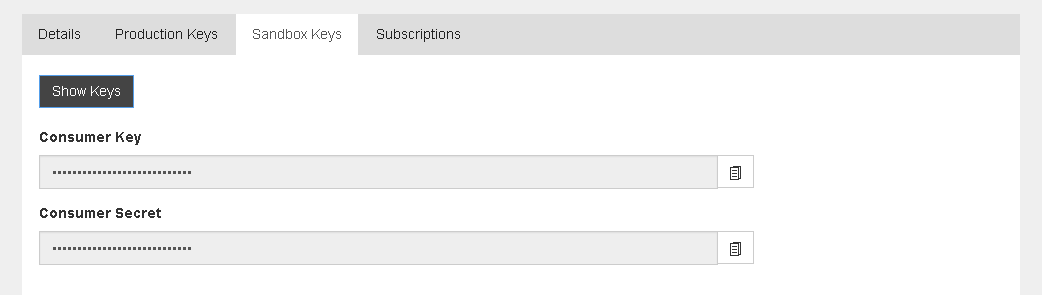 Details Production Keys Sandbox Keys Subscriptions
Show Keys
Consumer Key
Consumer Secret